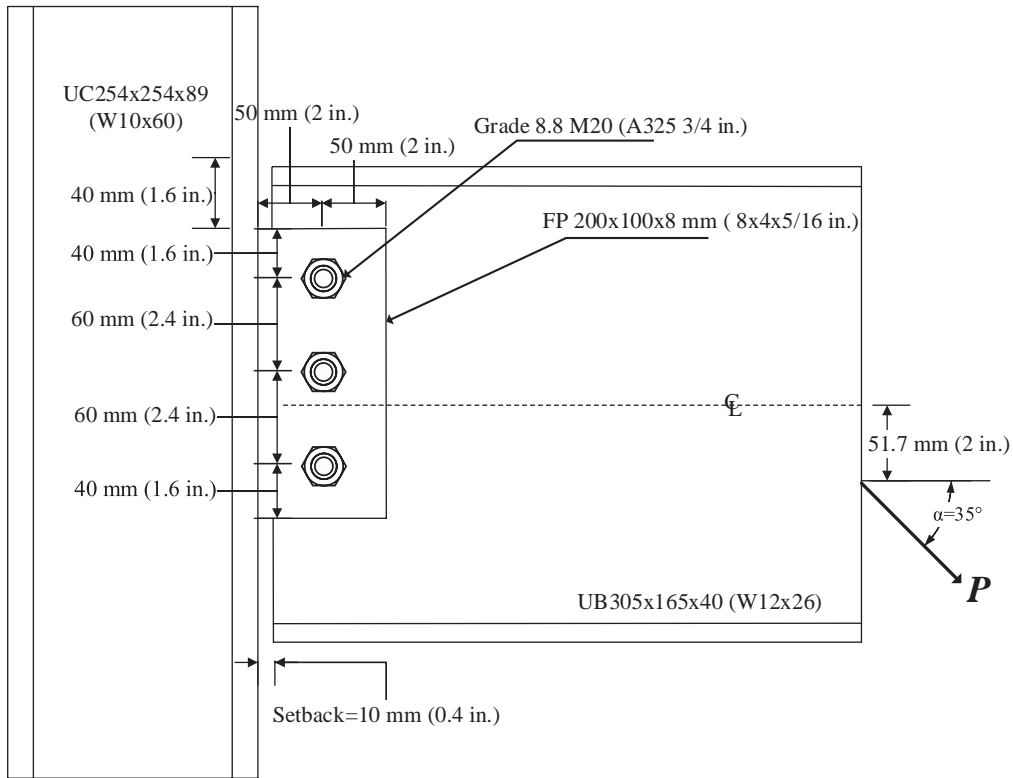 UC254x254x89
(W10x60)
50 mm (2 in.)
Grade 8.8 M20 (A325 3/4 in.)
50 mm (2 in.)
40 mm (1.6 in.)
FP 200x100x8 mm ( 8x4x5/16 in.)
40 mm (1.6 in.)
60 mm (2.4 in.)
60 mm (2.4 in.)
℄
51.7 mm (2 in.)
40 mm (1.6 in.)
α=35°
P
UB305x165x40 (W12x26)
Setback=10 mm (0.4 in.)